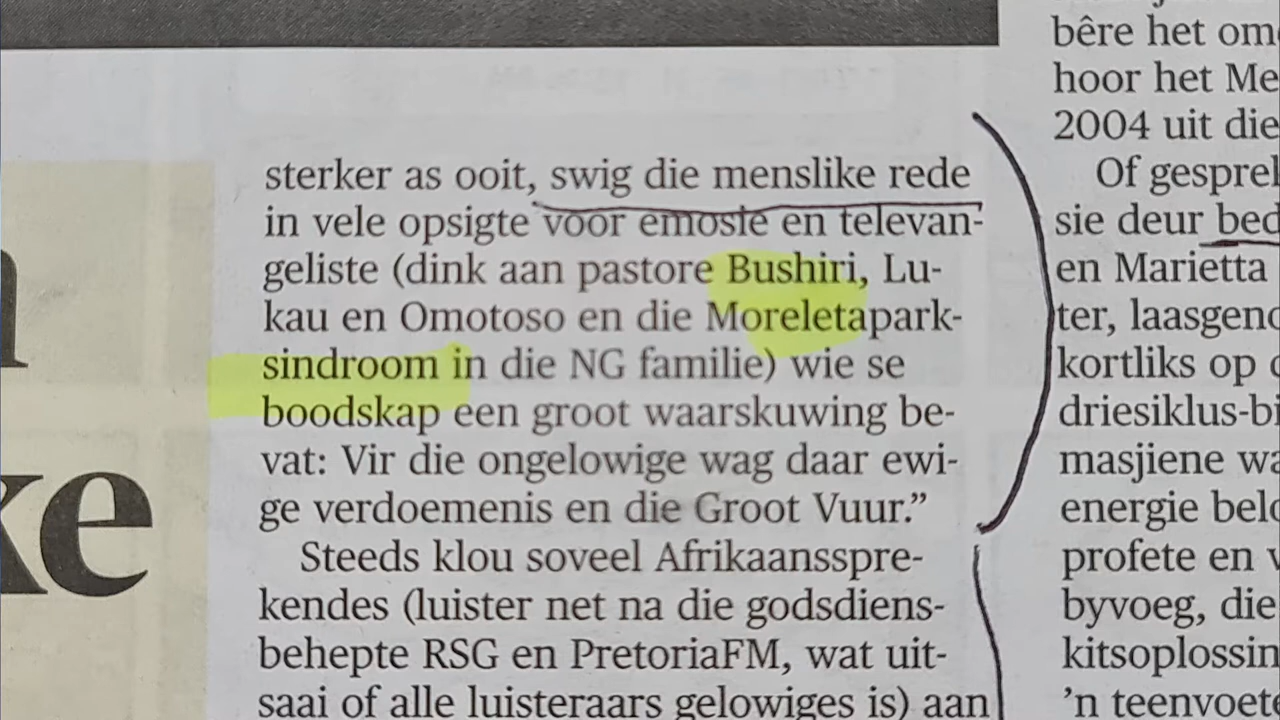 sterker as ooit, swig die menslike rede
in vele opsigte voor emosie en televan-
geliste (dink aan pastore Bushiri, Lu-
kau en Omotoso en die Moreletapark-
sindroom in die NG familie) wie se
boodskap een groot waarskuwing be-
vat: Vir die ongelowige wag daar ewi-
ge verdoemenis en die Groot Vuur.”
Steeds klou soveel Afrikaansspre-
kendes (luister net na die godsdiens-
behepte RSG en PretoriaFM, wat uit-
saai of alle luisteraars gelowiges is) aan
bêre het om
hoor het Me
2004 uit die
Of gesprek
sie deur bed
en Marietta
ter, laasgeno
kortliks op
driesiklus-bi
masjiene wa
energie belo
profete en v
byvoeg, die
kitsoplossin
’n teenvoete
ke